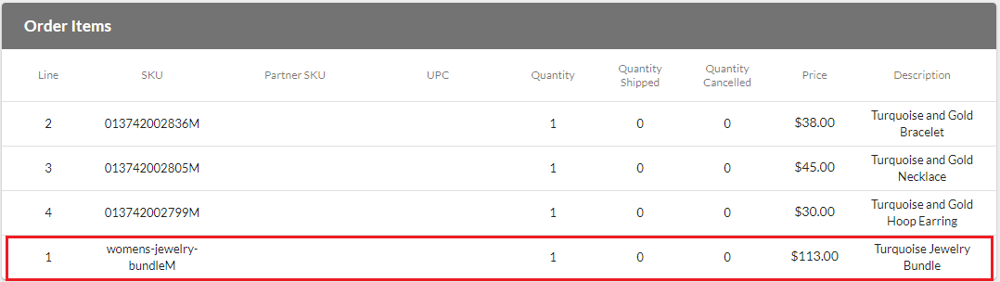 Order Items
Line SKU Partner SKU UPC Quantity Quantity Shipped Quantity Cancelled Price Description
2 013742002836M 1 0 0 $38.00 Turquoise and Gold Bracelet
3 013742002805M 1 0 0 $45.00 Turquoise and Gold Necklace
4 013742002799M 1 0 0 $30.00 Turquoise and Gold Hoop Earring
1 womens-jewelry-bundleM 1 0 0 $113.00 Turquoise Jewelry Bundle